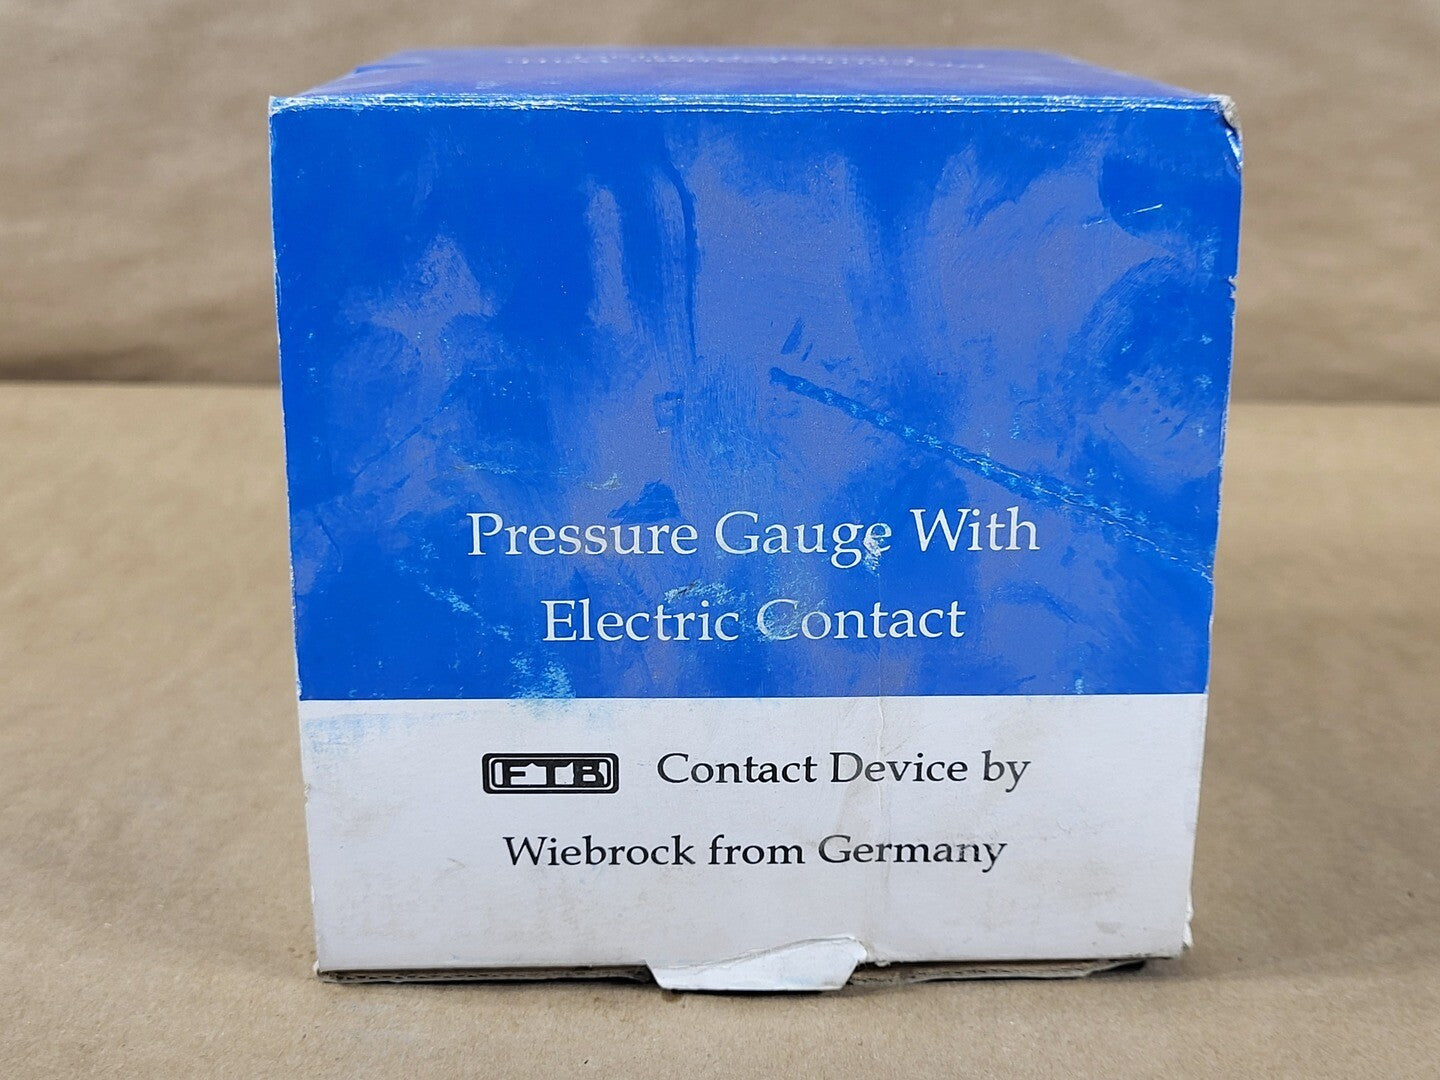 Pressure Gauge With
Electric Contact
FTB Contact Device by
Wiebrock from Germany